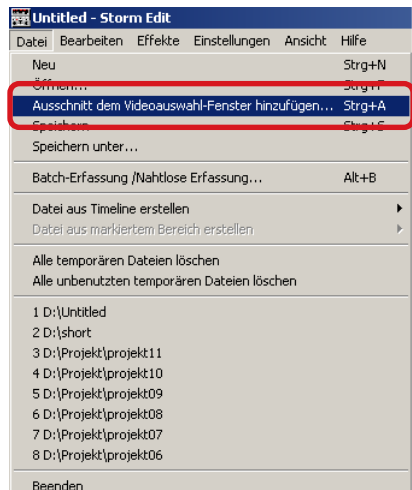 Untitled - Storm Edit
Datei Bearbeiten Effekte Einstellungen Ansicht Hilfe
Neu Strg+N
Öffnen...
Ausschnitt dem Videoauswahl-Fenster hinzufügen... Strg+A
Speichern Strg+S
Speichern unter...
Batch-Erfassung /Nahtlose Erfassung... Alt+B
Datei aus Timeline erstellen
Datei aus markiertem Bereich erstellen
Alle temporären Dateien löschen
Alle unbenutzten temporären Dateien löschen
1 D:\Untitled
2 D:\short
3 D:\Projekt\projekt11
4 D:\Projekt\projekt10
5 D:\Projekt\projekt09
6 D:\Projekt\projekt08
7 D:\Projekt\projekt07
8 D:\Projekt\projekt06
Beenden